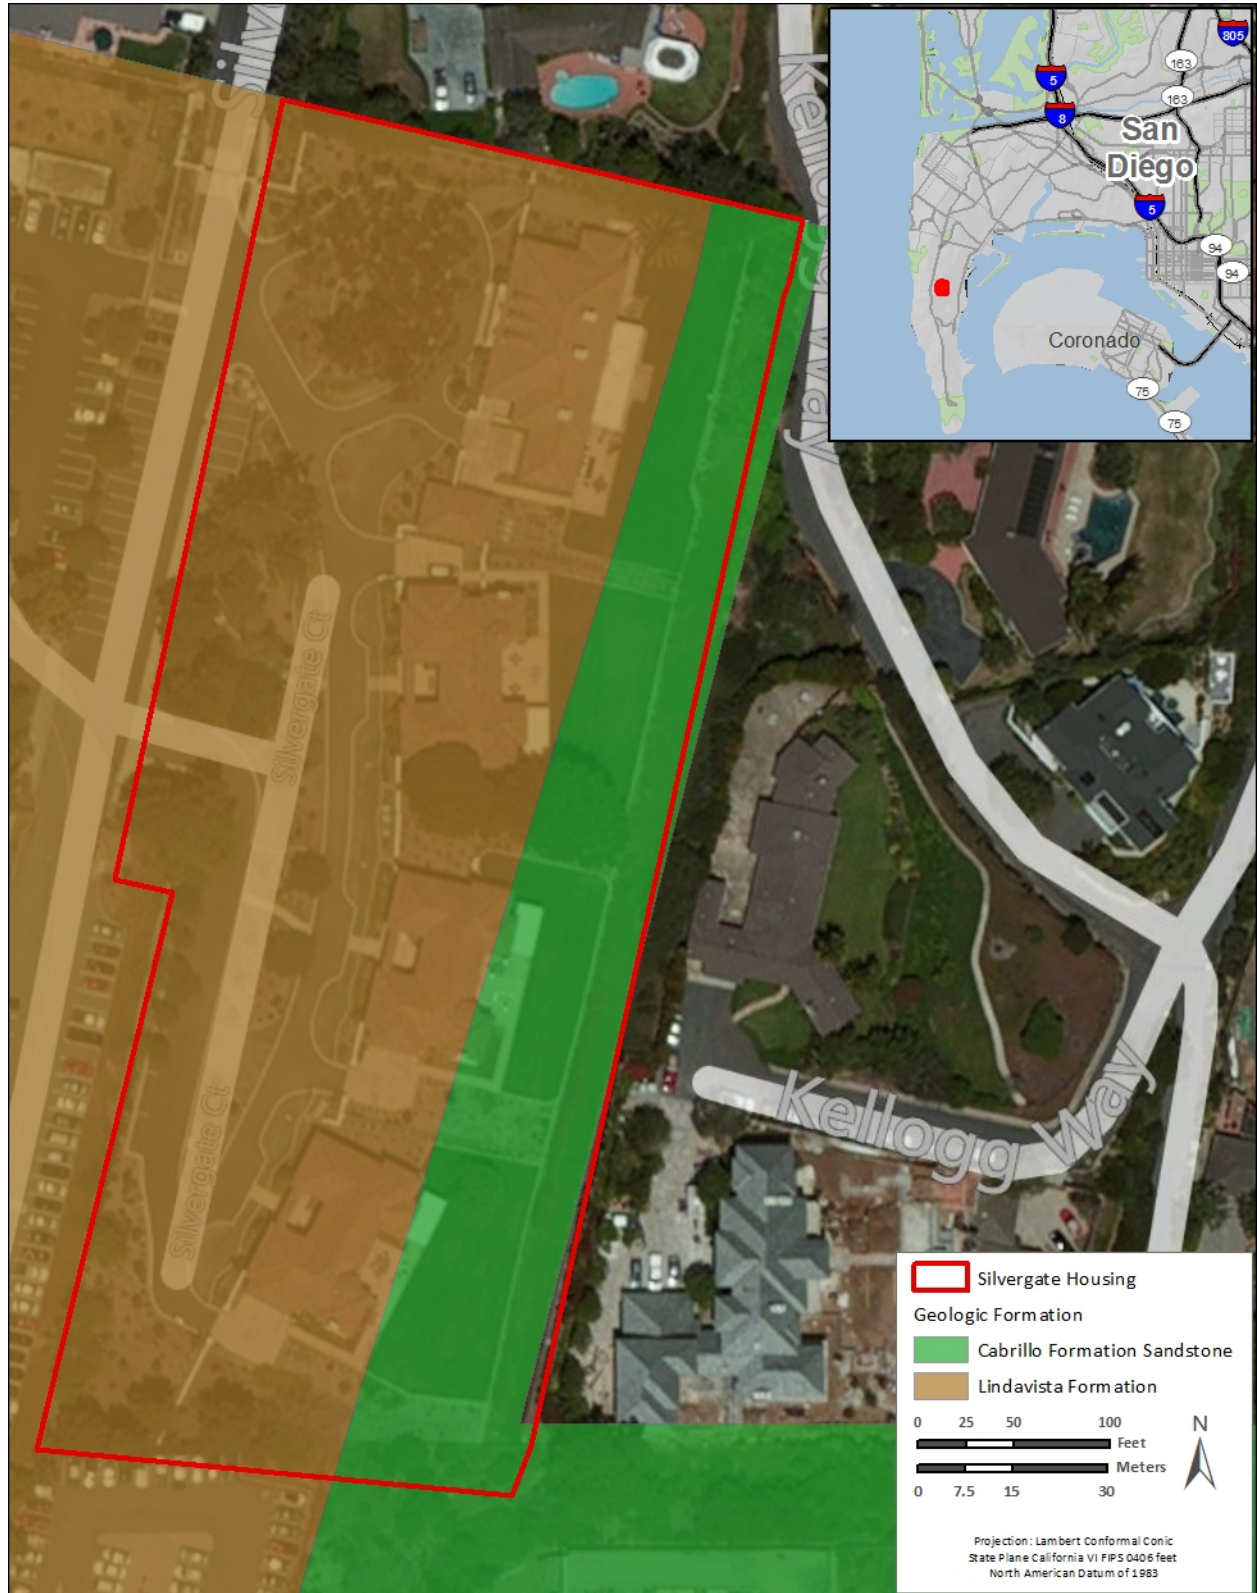 Kellogg Way
805
163
5
163
8
San
Diego
5
94
94
Coronado
75
75
Silvergate Ct
Kellogg Way
Silvergate Ct
Silvergate Housing
Geologic Formation
Cabrillo Formation Sandstone
Lindavista Formation
0 25 50 100
Feet
Meters
0 7.5 15 30
N
Projection: Lambert Conformal Conic
State Plane California VI FIPS 0406 feet
North American Datum of 1983